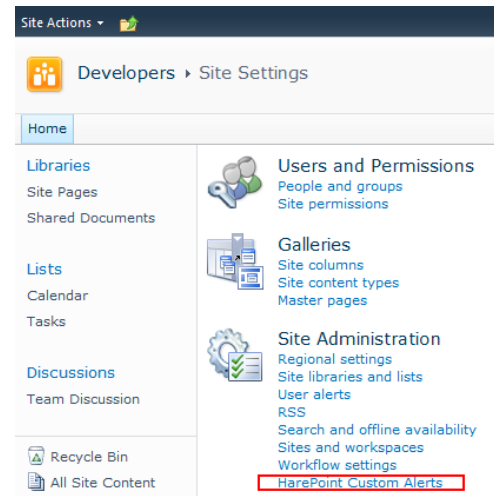 Site Actions
Developers ▸ Site Settings
Home
Libraries
Site Pages
Shared Documents
Lists
Calendar
Tasks
Discussions
Team Discussion
Recycle Bin
All Site Content
Users and Permissions
People and groups
Site permissions
Galleries
Site columns
Site content types
Master pages
Site Administration
Regional settings
Site libraries and lists
User alerts
RSS
Search and offline availability
Sites and workspaces
Workflow settings
HarePoint Custom Alerts